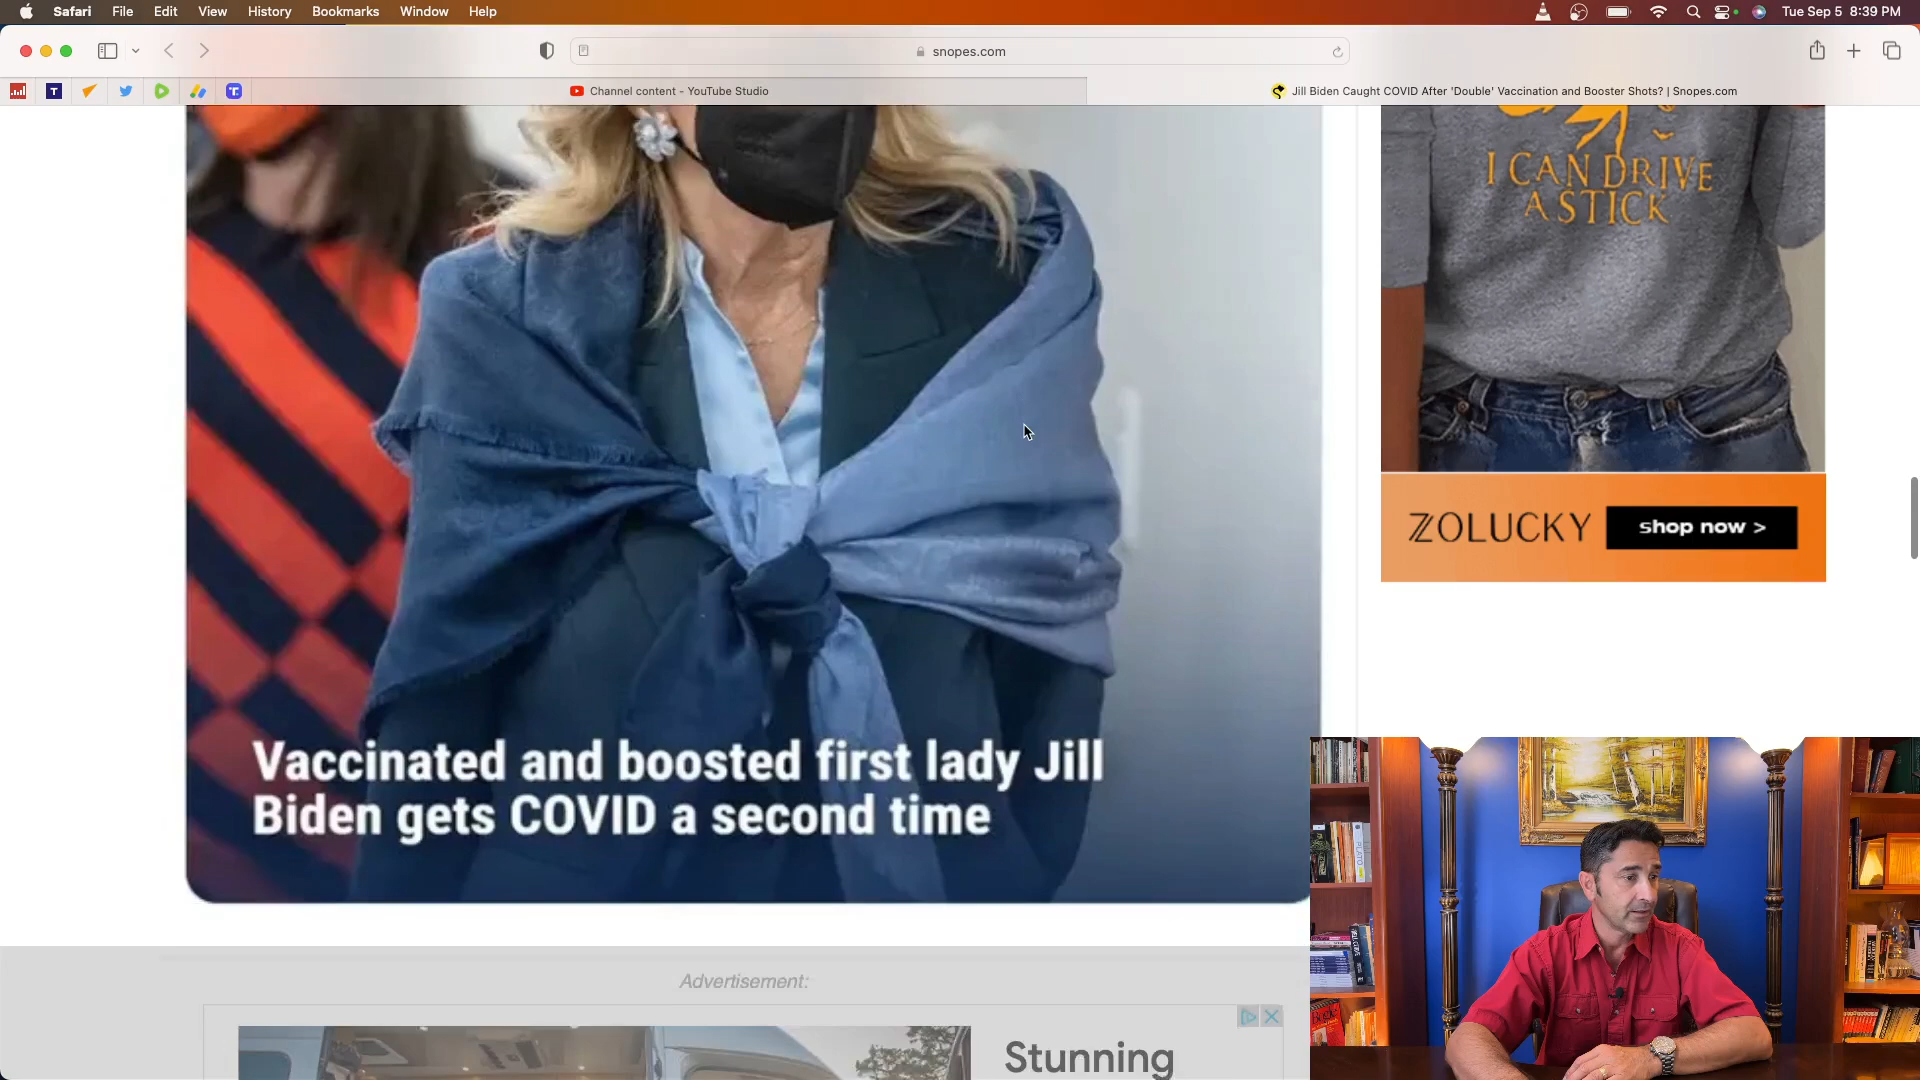 Safari File Edit View History Bookmarks Window Help Tue Sep 5 8:39 PM
snopes.com
T Channel content - YouTube Studio Jill Biden Caught COVID After 'Double' Vaccination and Booster Shots? | Snopes.com
I CAN DRIVE
A STICK
ZOLUCKY shop now >
Vaccinated and boosted first lady Jill
Biden gets COVID a second time
Advertisement:
Stunning
PLATO